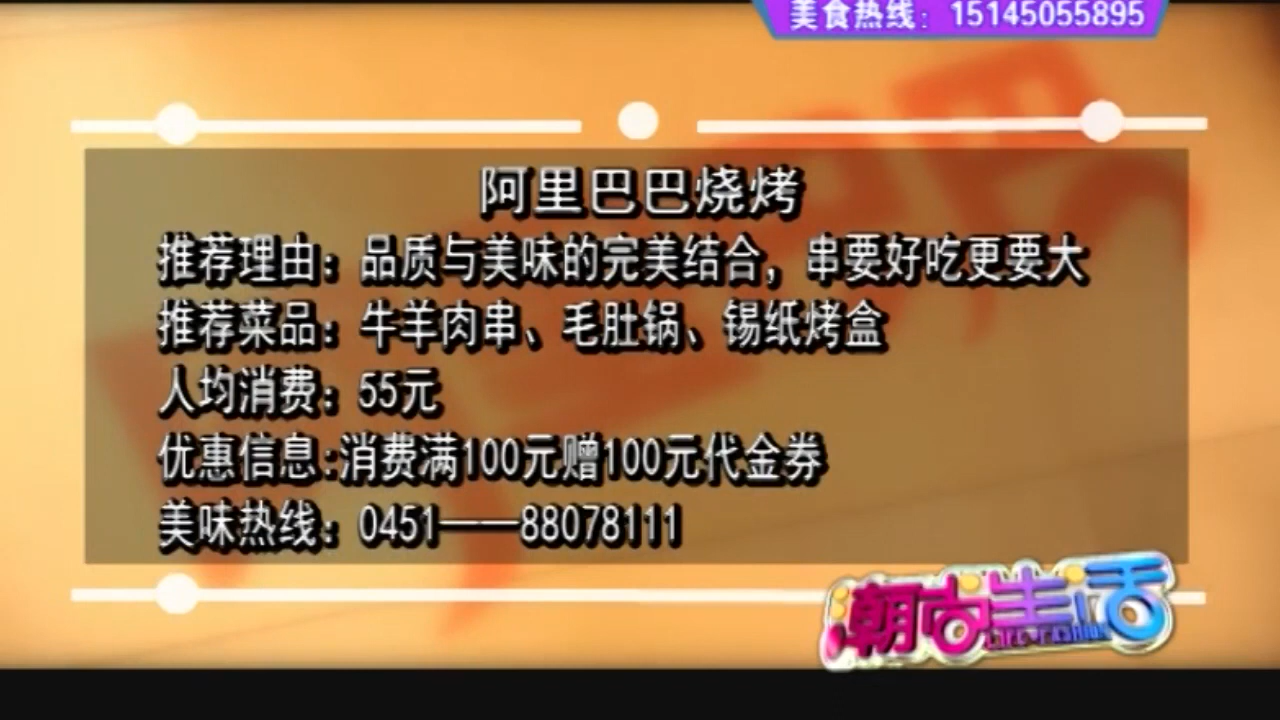 美食热线：15145055895
阿里巴巴烧烤
推荐理由：品质与美味的完美结合，串要好吃更要大
推荐菜品：牛羊肉串、毛肚锅、锡纸烤盒
人均消费：55元
优惠信息:消费满100元赠100元代金券
美味热线：0451——88078111
潮尚生活
LIFE FASHION